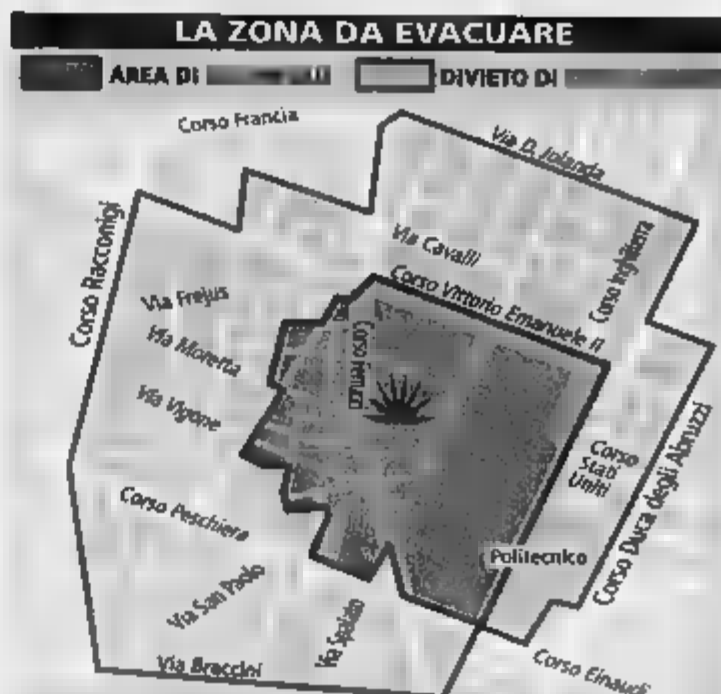 LA ZONA DA EVACUARE
AREA DI
DIVIETO DI
Corso Francia
Via D. Jolanda
Corso Racconigi
Via Cavalli
Corso Inghilterra
Corso Vittorio Emanuele II
Via Frejus
Via Moretta
Via Vigone
Corso
Stati
Uniti
Corso Duca degli Abruzzi
Corso Peschiera
Politecnico
Via San Paolo
Via Spalato
Via Braccini
Corso Einaudi